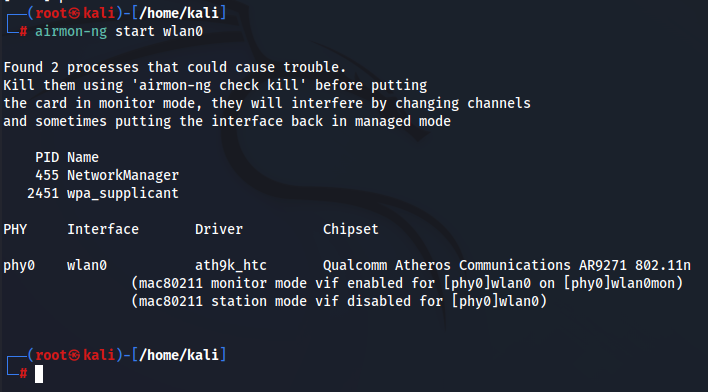 ┌──(root㉿kali)-[/home/kali]
└─# airmon-ng start wlan0
Found 2 processes that could cause trouble.
Kill them using 'airmon-ng check kill' before putting
the card in monitor mode, they will interfere by changing channels
and sometimes putting the interface back in managed mode
PID Name
455 NetworkManager
2451 wpa_supplicant
PHY Interface Driver Chipset
phy0 wlan0 ath9k_htc Qualcomm Atheros Communications AR9271 802.11n
(mac80211 monitor mode vif enabled for [phy0]wlan0 on [phy0]wlan0mon)
(mac80211 station mode vif disabled for [phy0]wlan0)
┌──(root㉿kali)-[/home/kali]
└─#